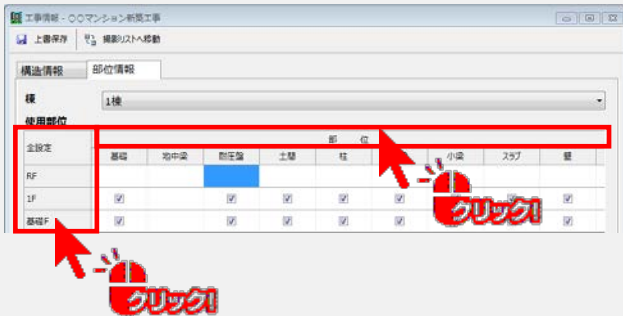 工事情報 - ○○マンション新築工事
上書保存 撮影リストへ移動
構造情報 部位情報
棟 1棟
使用部位
全設定 部 位
基礎 地中梁 耐圧盤 土間 柱 小梁 スラブ 壁
RF
1F
基礎F
クリック!
クリック!